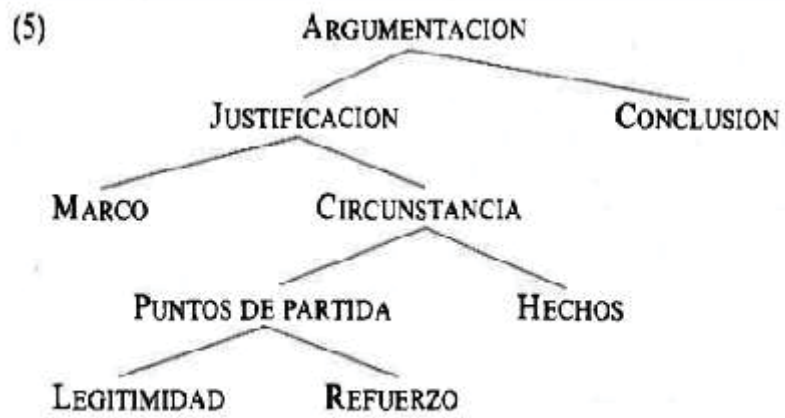 (5) ARGUMENTACION
JUSTIFICACION CONCLUSION
MARCO CIRCUNSTANCIA
PUNTOS DE PARTIDA HECHOS
LEGITIMIDAD REFUERZO